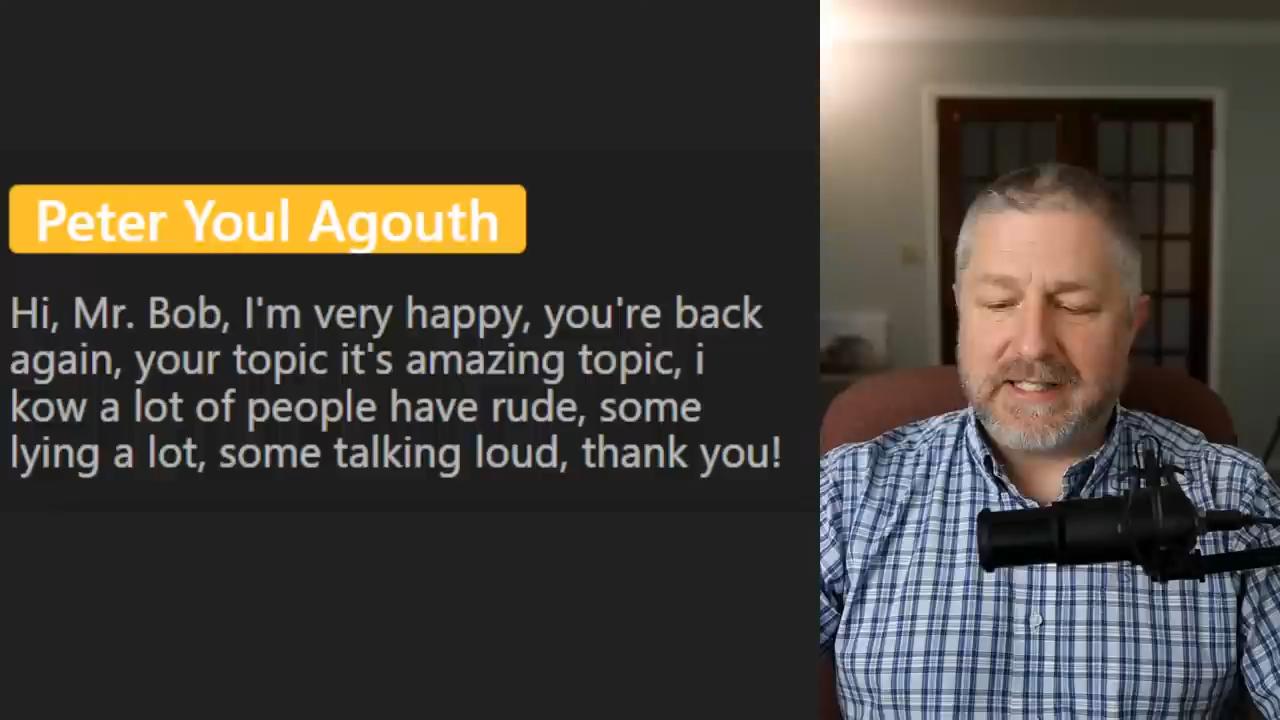 Peter Youl Agouth
Hi, Mr. Bob, I'm very happy, you're back
again, your topic it's amazing topic, i
kow a lot of people have rude, some
lying a lot, some talking loud, thank you!